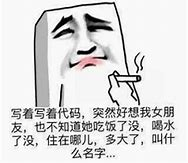 写着写着代码，突然好想我女朋
友，也不知道她吃饭了没，喝水
了没，住在哪儿，多大了，叫什
么名字...